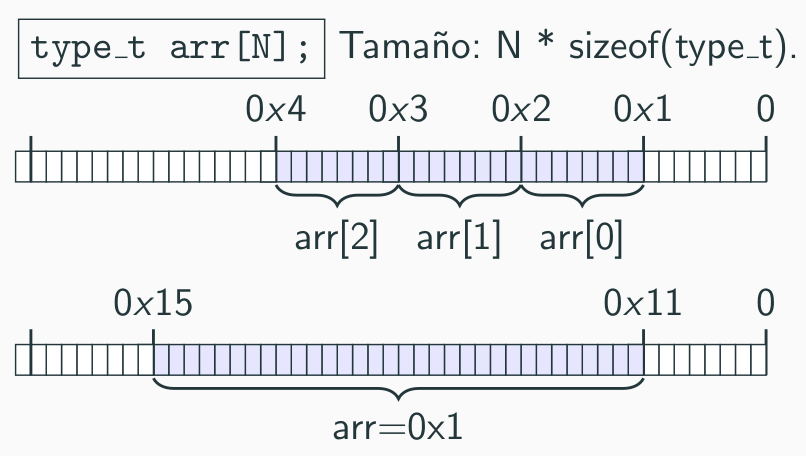 type_t arr[N]; Tamaño: N * sizeof(type_t).
0x4 0x3 0x2 0x1 0
arr[2] arr[1] arr[0]
0x15 0x11 0
arr=0x1